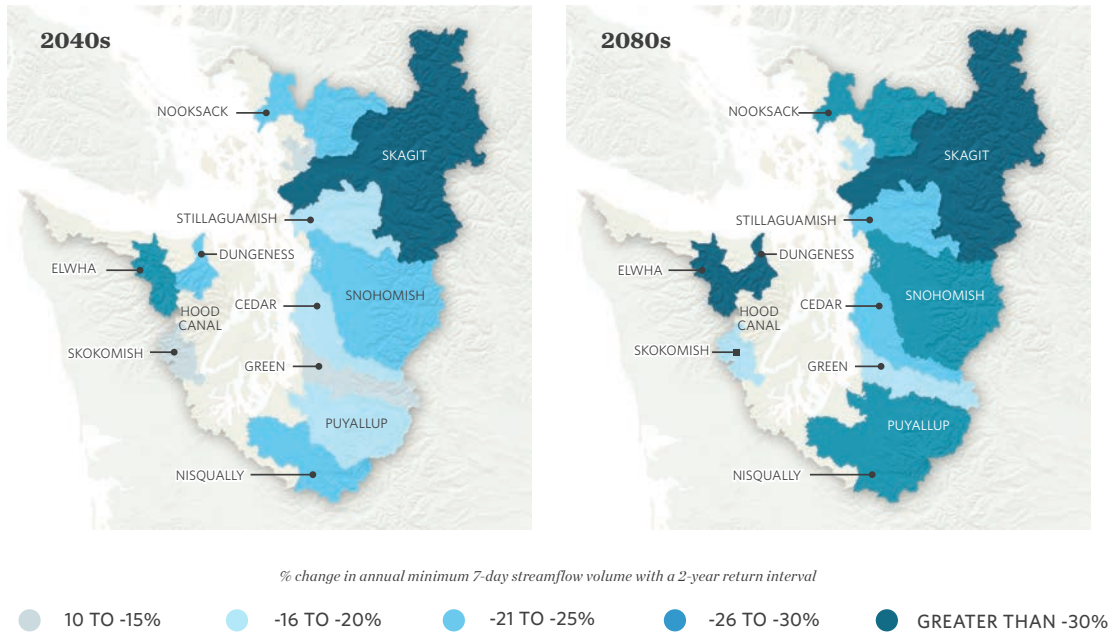 2040s
NOOKSACK
SKAGIT
STILLAGUAMISH
DUNGENESS
ELWHA
CEDAR
SNOHOMISH
HOOD
CANAL
SKOKOMISH
GREEN
PUYALLUP
NISQUALLY
2080s
NOOKSACK
SKAGIT
STILLAGUAMISH
DUNGENESS
ELWHA
CEDAR
SNOHOMISH
HOOD
CANAL
SKOKOMISH
GREEN
PUYALLUP
NISQUALLY
% change in annual minimum 7-day streamflow volume with a 2-year return interval
10 TO -15%
-16 TO -20%
-21 TO -25%
-26 TO -30%
GREATER THAN -30%